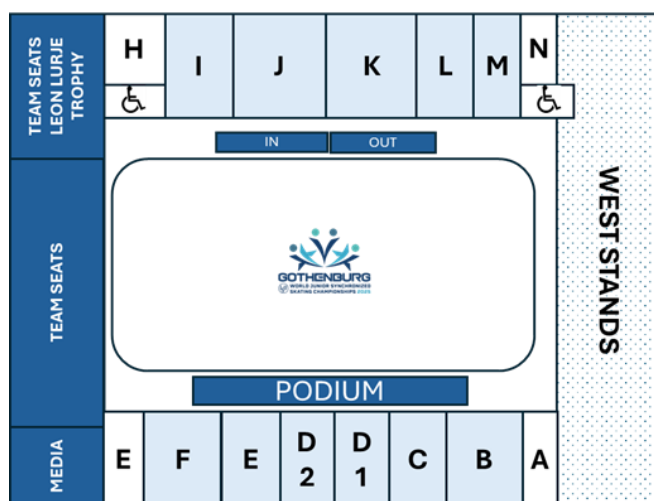 TEAM SEATS
LEON LURJE
TROPHY
H
I
J
K
L
M
N
IN
OUT
TEAM SEATS
GOTHENBURG
WORLD JUNIOR SYNCHRONIZED
SKATING CHAMPIONSHIPS 2025
WEST STANDS
PODIUM
MEDIA
E
F
E
D
2
D
1
C
B
A